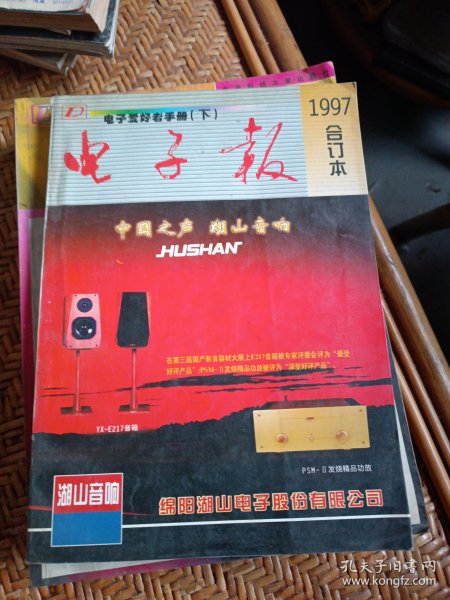 电子爱好者手册(下)
1997
合订本
电子报
中国之声 湖山音响
HUSHAN
在第三届国产影音器材大展上E217音箱被专家评委会评为“最受
好评产品”;PSM-Ⅱ发烧精品功放被评为“深受好评产品”。
YX-E217音箱
PSM-Ⅱ发烧精品功放
湖山音响
绵阳湖山电子股份有限公司
孔夫子旧书网
www.kongfz.com